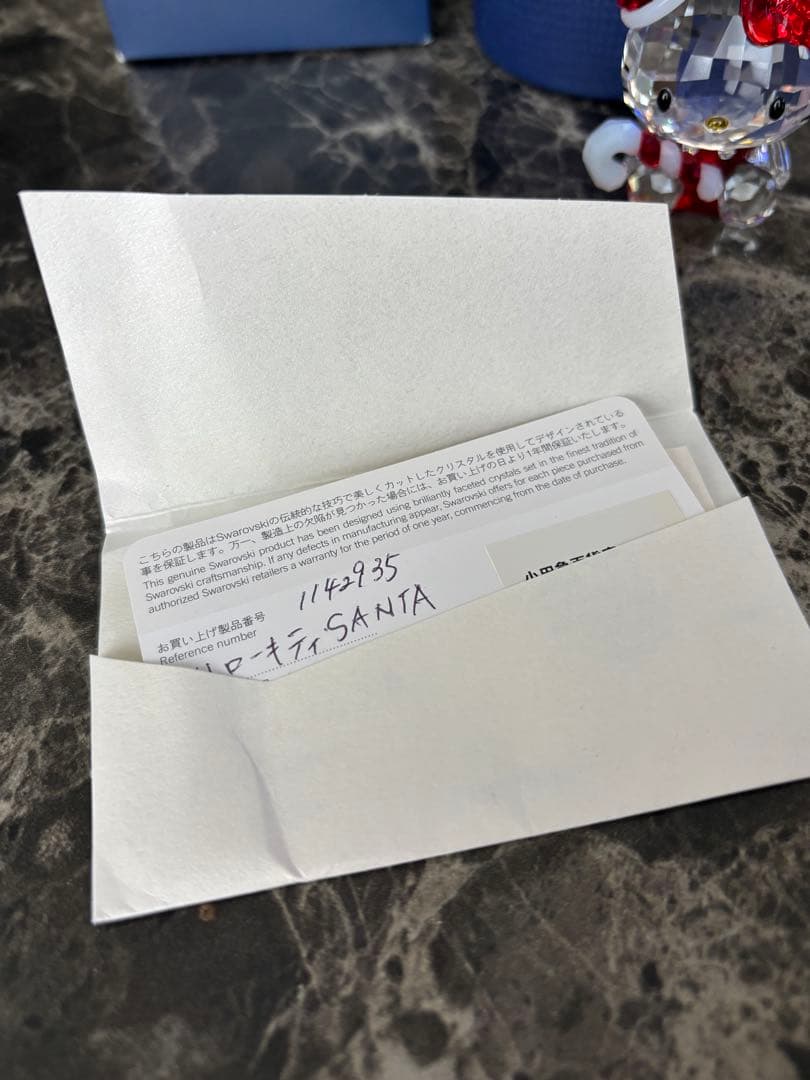 こちらの製品はSwarovskiの伝統的な技巧で美しくカットしたクリスタルを使用してデザインされている
事を保証します。万一、製造上の欠陥が見つかった場合には、お買い上げの日より1年間保証いたします。
This genuine Swarovski product has been designed using brilliantly faceted crystals set in the finest tradition of
Swarovski craftsmanship. If any defects in manufacturing appear, Swarovski offers for each piece purchased from
authorized Swarovski retailers a warranty for the period of one year, commencing from the date of purchase.
お買い上げ製品番号 1142935
Reference number
ローキティSANTA